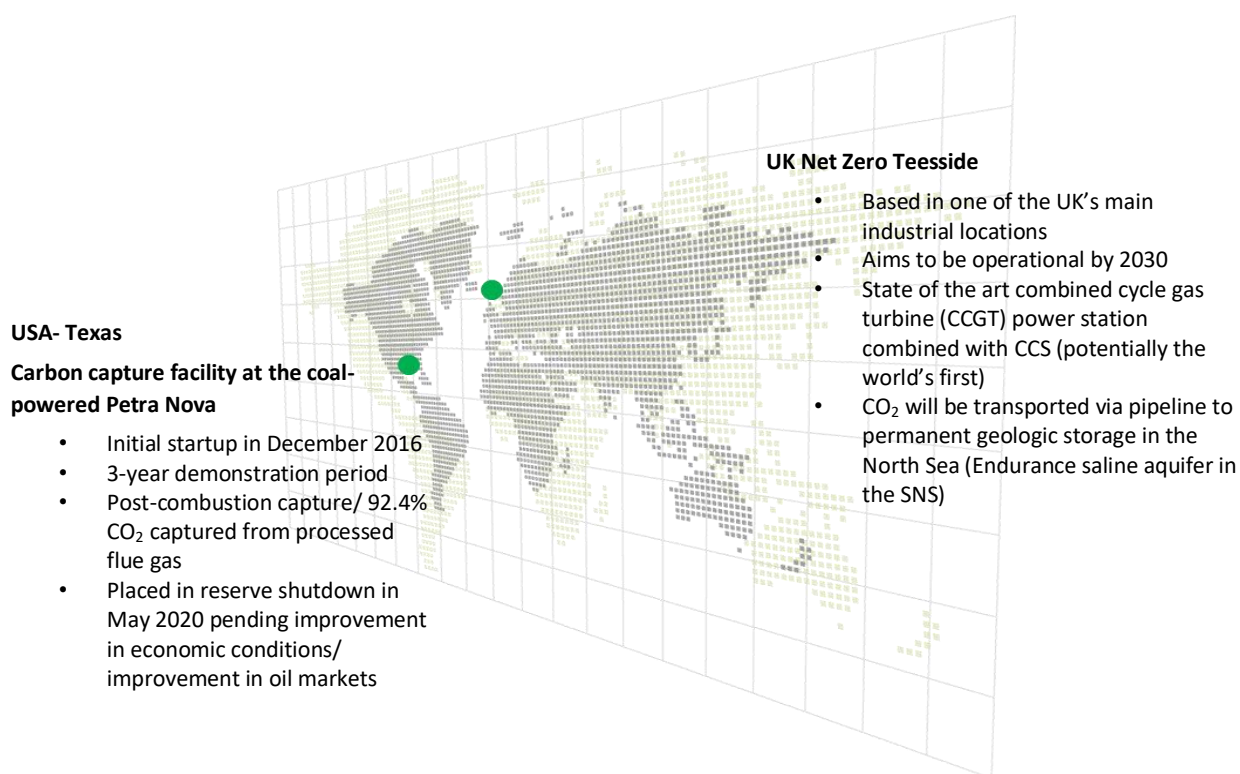 UK Net Zero Teesside
• Based in one of the UK’s main
industrial locations
• Aims to be operational by 2030
• State of the art combined cycle gas
turbine (CCGT) power station
combined with CCS (potentially the
world’s first)
• CO₂ will be transported via pipeline to
permanent geologic storage in the
North Sea (Endurance saline aquifer in
the SNS)
USA- Texas
Carbon capture facility at the coal-
powered Petra Nova
• Initial startup in December 2016
• 3-year demonstration period
• Post-combustion capture/ 92.4%
CO₂ captured from processed
flue gas
• Placed in reserve shutdown in
May 2020 pending improvement
in economic conditions/
improvement in oil markets